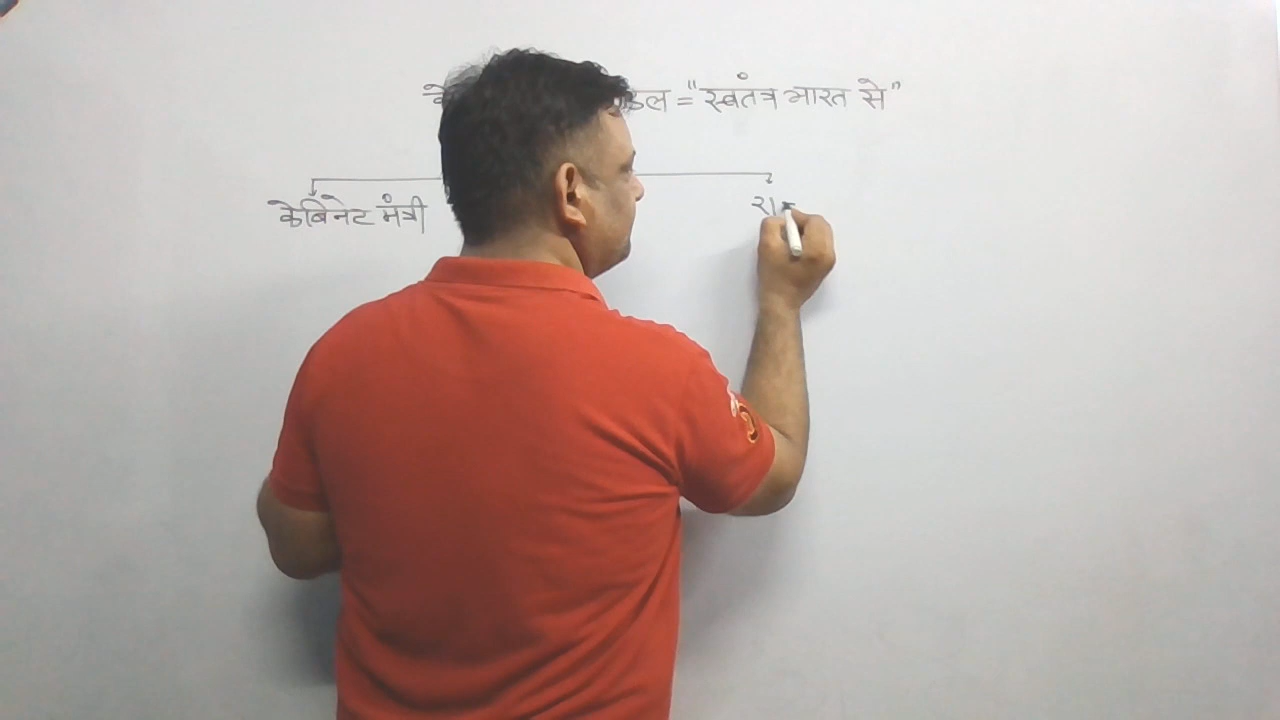 = "स्वतंत्र भारत से"
केबिनेट मंत्री